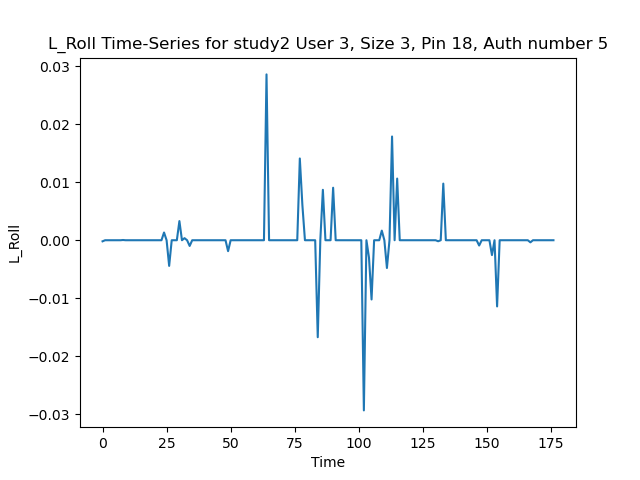 L_Roll Time-Series for study2 User 3, Size 3, Pin 18, Auth number 5
0.03
0.02
0.01
0.00
−0.01
−0.02
−0.03
L_Roll
0 25 50 75 100 125 150 175
Time